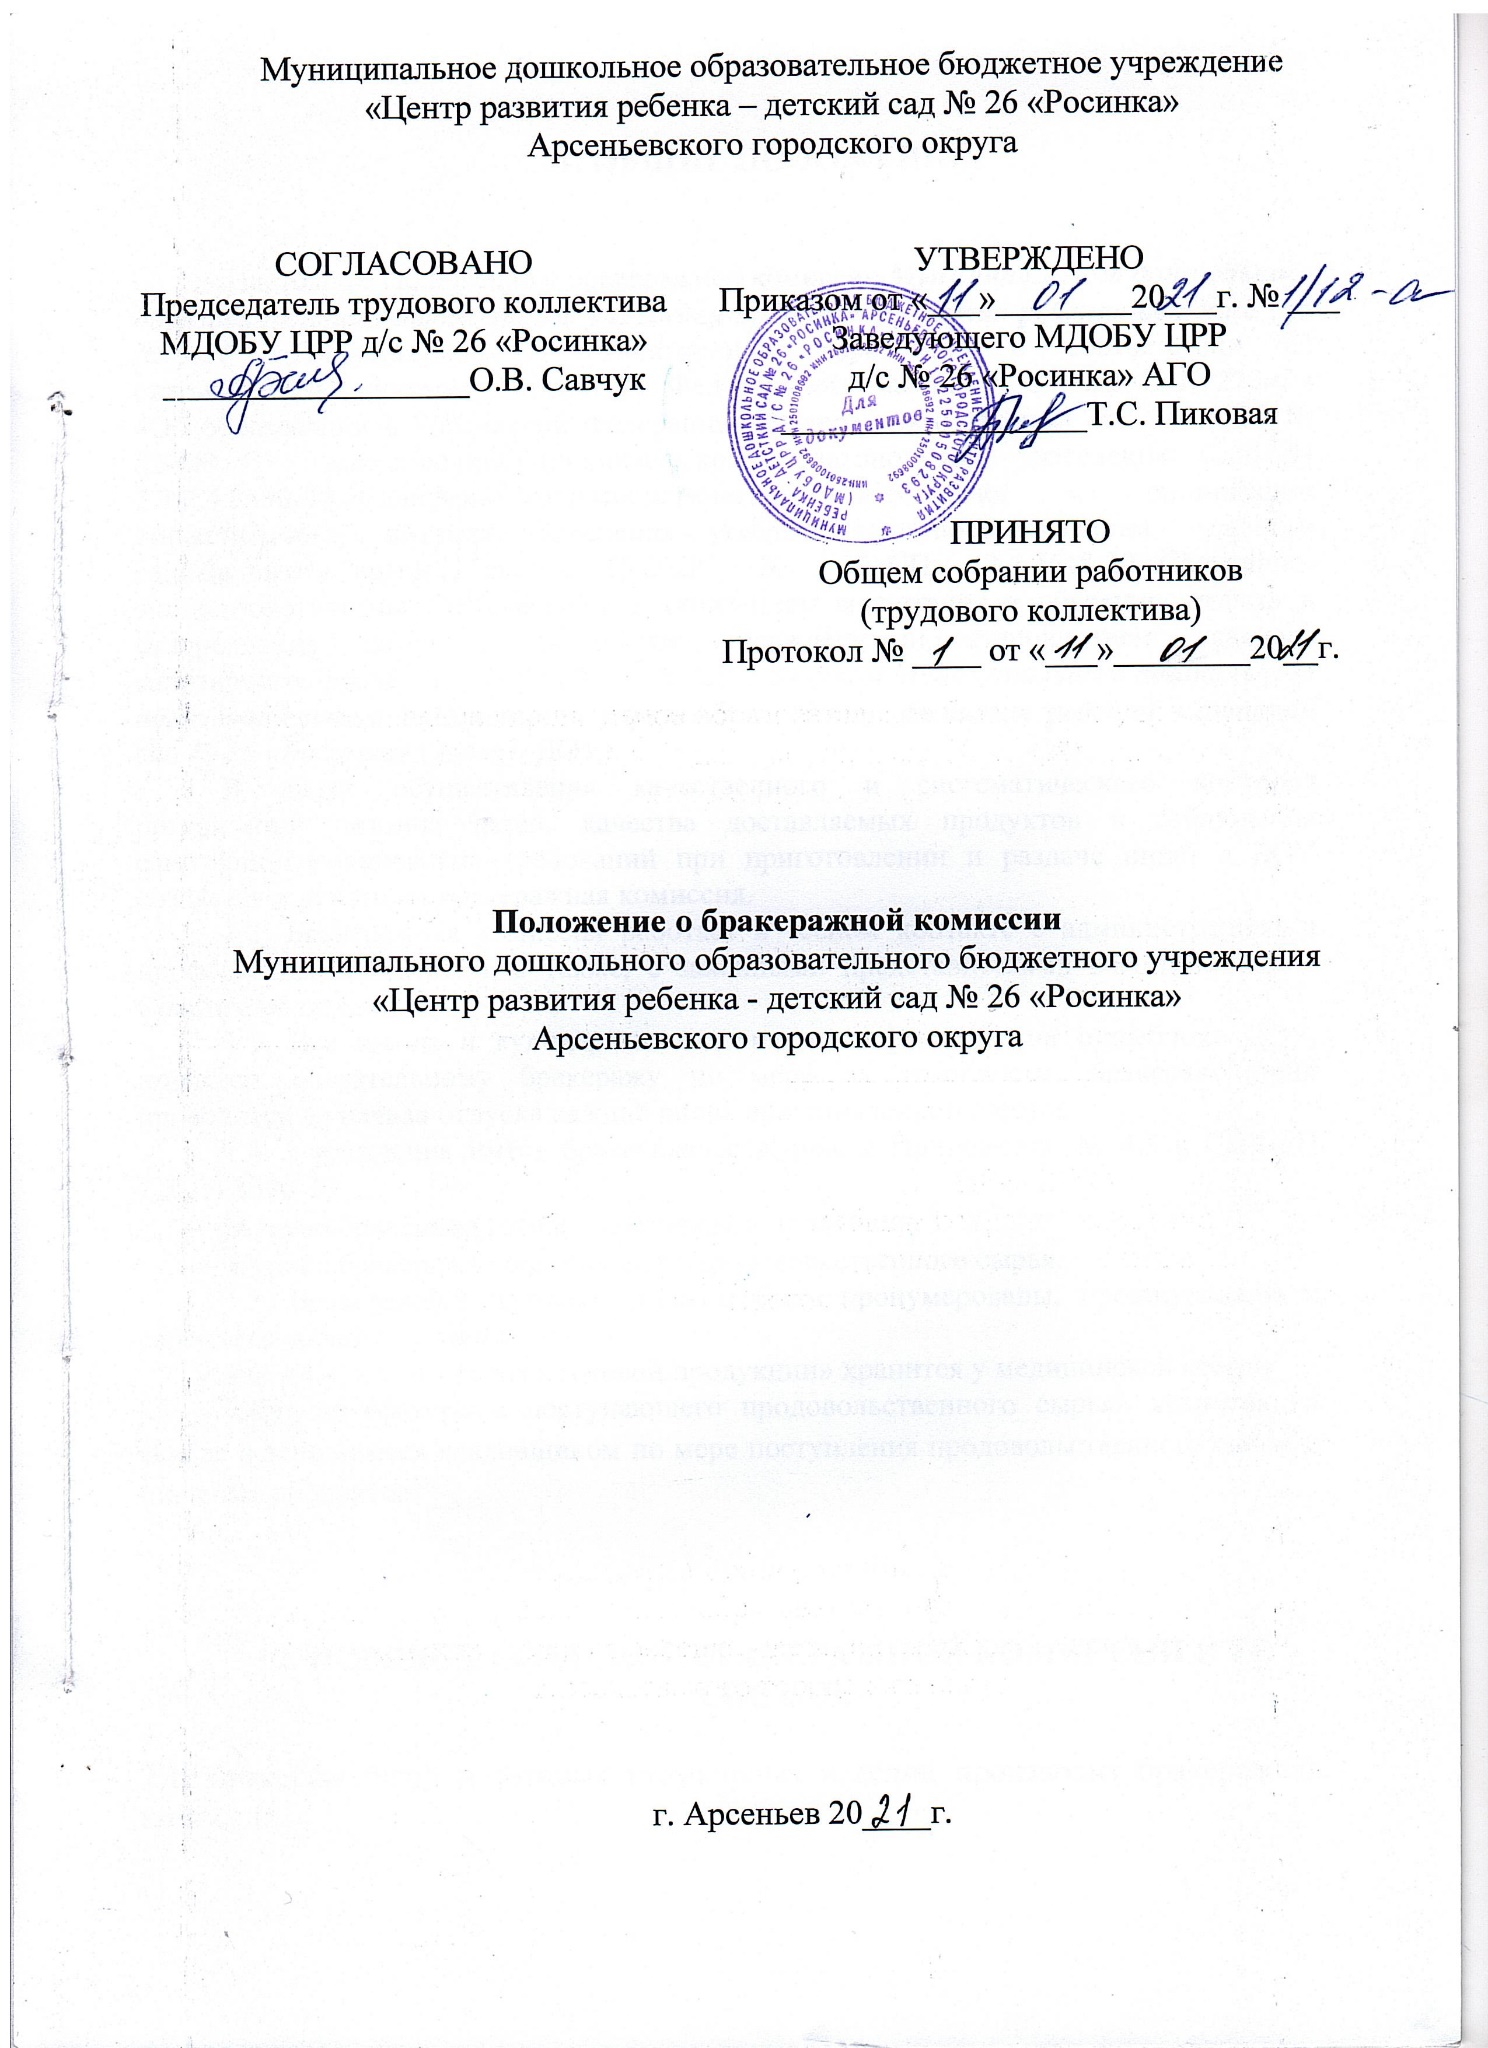 Муниципальное дошкольное образовательное бюджетное учреждение
«Центр развития ребенка – детский сад № 26 «Росинка»
Арсеньевского городского округа
СОГЛАСОВАНО
Председатель трудового коллектива
МДОБУ ЦРР д/с № 26 «Росинка»
__________________О.В. Савчук
УТВЕРЖДЕНО
Приказом от «11» 01 2021 г. № 1/12-а
Заведующего МДОБУ ЦРР
д/с № 26 «Росинка» АГО
__________________Т.С. Пиковая
Для
документов
ПРИНЯТО
Общем собрании работников
(трудового коллектива)
Протокол № 1 от «11» 01 2021г.
Положение о бракеражной комиссии
Муниципального дошкольного образовательного бюджетного учреждения
«Центр развития ребенка - детский сад № 26 «Росинка»
Арсеньевского городского округа
г. Арсеньев 2021 г.